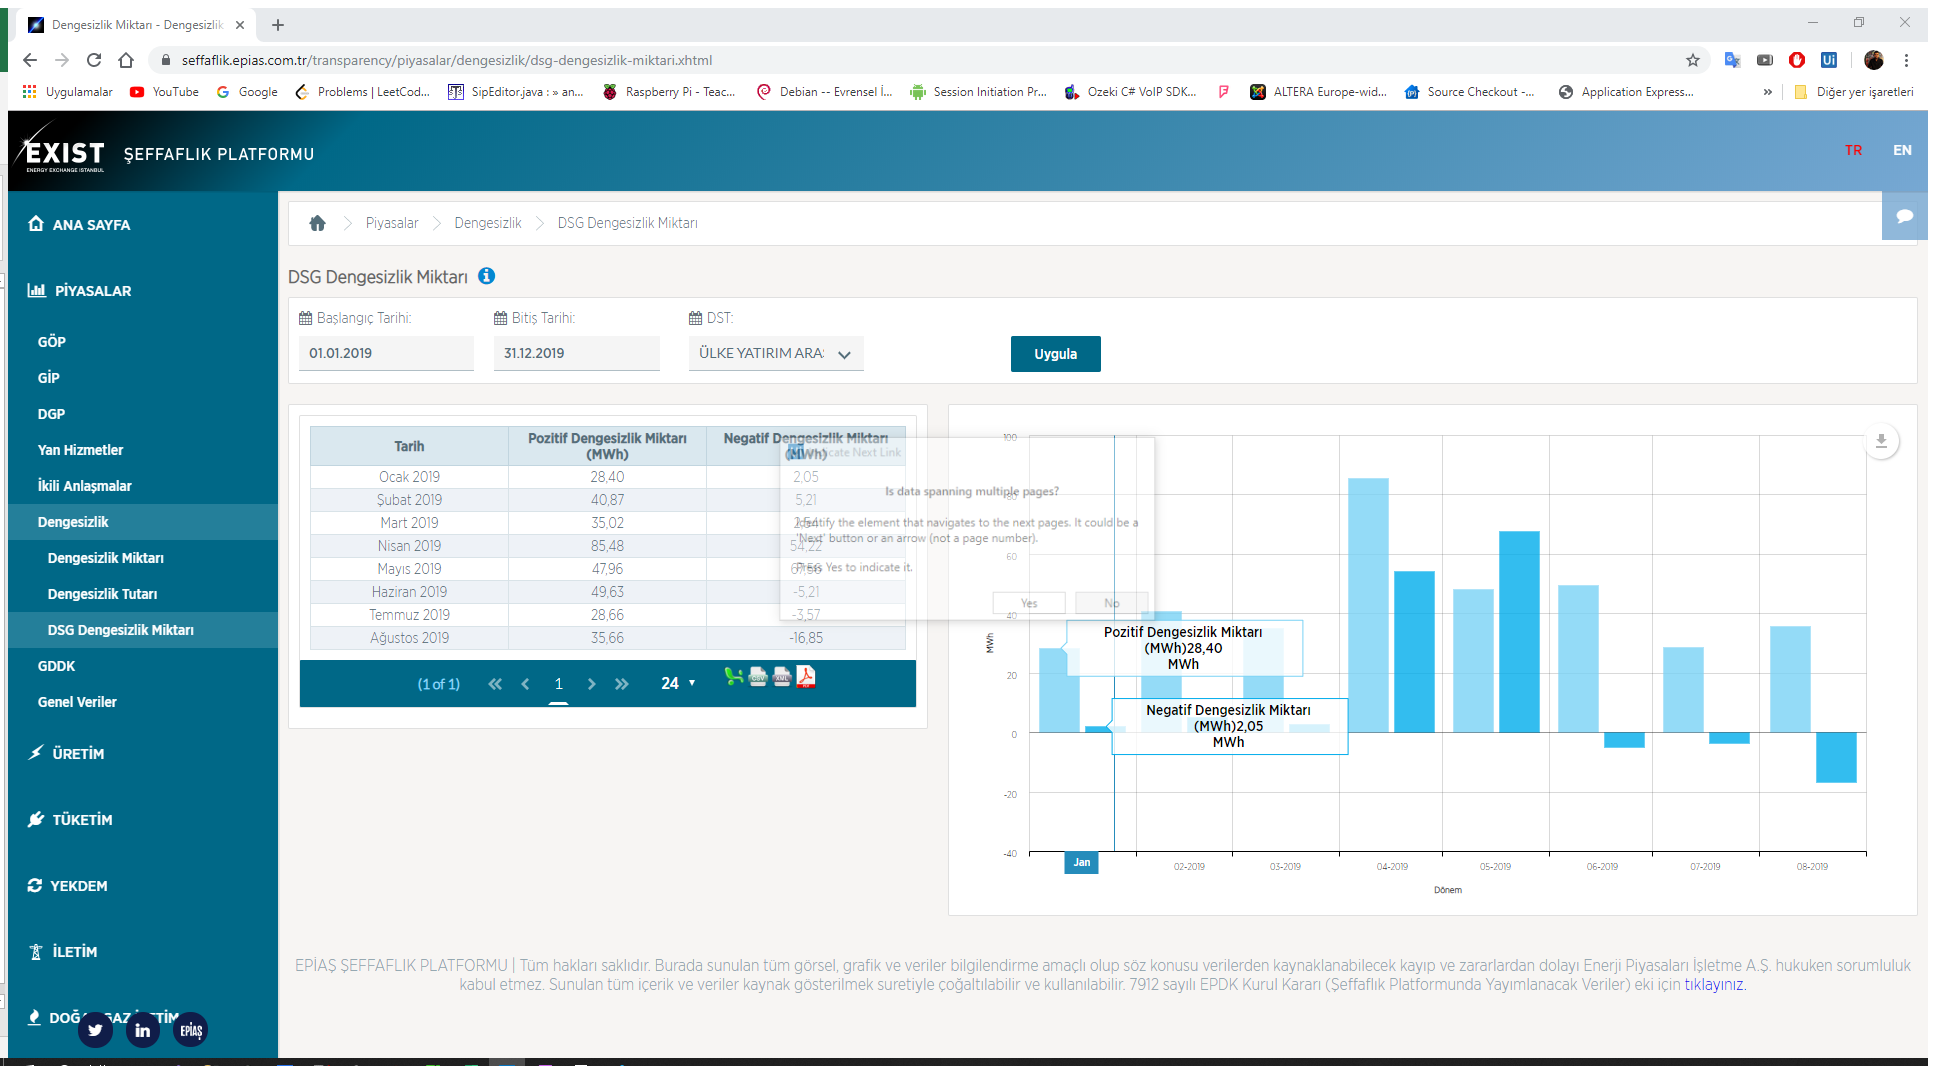 Dengesizlik Miktarı - Dengesizlik
seffaflik.epias.com.tr/transparency/piyasalar/dengesizlik/dsg-dengesizlik-miktari.xhtml
Uygulamalar YouTube Google Problems | LeetCod... SipEditor.java : » an... Raspberry Pi - Teac... Debian -- Evrensel İ... Session Initiation Pr... Ozeki C# VoIP SDK... ALTERA Europe-wid... Source Checkout -... Application Express... » Diğer yer işaretleri
EXIST ŞEFFAFLIK PLATFORMU
ENERGY EXCHANGE ISTANBUL
TR EN
ANA SAYFA
PİYASALAR
GÖP
GİP
DGP
Yan Hizmetler
İkili Anlaşmalar
Dengesizlik
Dengesizlik Miktarı
Dengesizlik Tutarı
DSG Dengesizlik Miktarı
GDDK
Genel Veriler
ÜRETİM
TÜKETİM
YEKDEM
İLETİM
EPİAŞ
Piyasalar Dengesizlik DSG Dengesizlik Miktarı
DSG Dengesizlik Miktarı
Başlangıç Tarihi: Bitiş Tarihi: DST:
01.01.2019 31.12.2019 ÜLKE YATIRIM ARA
Uygula
Tarih Pozitif Dengesizlik Miktarı (MWh) Negatif Dengesizlik Miktarı (MWh)
Ocak 2019 28,40 2,05
Şubat 2019 40,87 5,21
Mart 2019 35,02 2,54
Nisan 2019 85,48 54,22
Mayıs 2019 47,96
Haziran 2019 49,63 -5,21
Temmuz 2019 28,66 -3,57
Ağustos 2019 35,66 -16,85
(1 of 1) 1 24
CSV XML PDF
Indicate Next Link
Is data spanning multiple pages?
Identify the element that navigates to the next pages. It could be a
'Next' button or an arrow (not a page number).
Press Yes to indicate it.
Yes No
100
80
60
40
20
0
-20
-40
MWh
Pozitif Dengesizlik Miktarı
(MWh)28,40
MWh
Negatif Dengesizlik Miktarı
(MWh)2,05
MWh
Jan 02-2019 03-2019 04-2019 05-2019 06-2019 07-2019 08-2019
Dönem
EPİAŞ ŞEFFAFLIK PLATFORMU | Tüm hakları saklıdır. Burada sunulan tüm görsel, grafik ve veriler bilgilendirme amaçlı olup söz konusu verilerden kaynaklanabilecek kayıp ve zararlardan dolayı Enerji Piyasaları İşletme A.Ş. hukuken sorumluluk
kabul etmez. Sunulan tüm içerik ve veriler kaynak gösterilmek suretiyle çoğaltılabilir ve kullanılabilir. 7912 sayılı EPDK Kurul Kararı (Şeffaflık Platformunda Yayımlanacak Veriler) eki için tıklayınız.